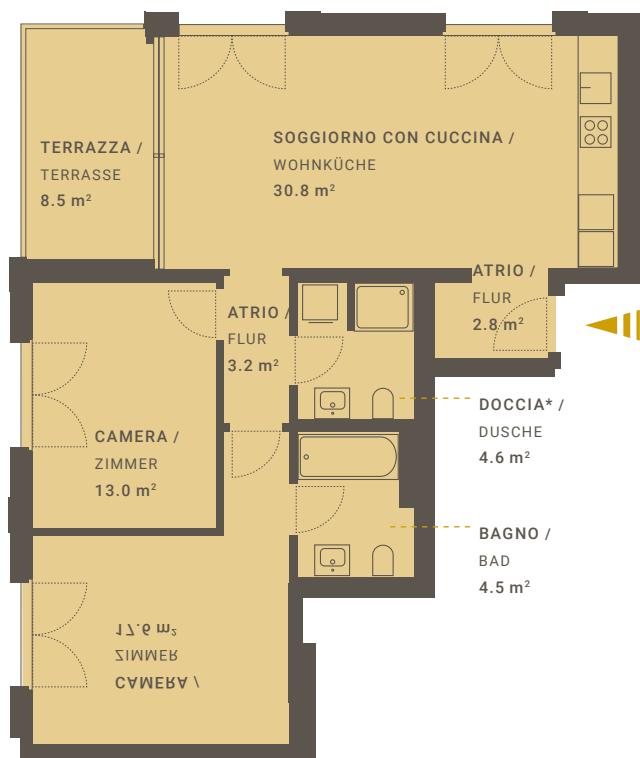 TERRAZZA /
TERRASSE
8.5 m²
SOGGIORNO CON CUCCINA /
WOHNKÜCHE
30.8 m²
ATRIO /
FLUR
2.8 m²
ATRIO /
FLUR
3.2 m²
CAMERA /
ZIMMER
13.0 m²
DOCCIA* /
DUSCHE
4.6 m²
BAGNO /
BAD
4.5 m²
CAMERA /
ZIMMER
17.6 m²